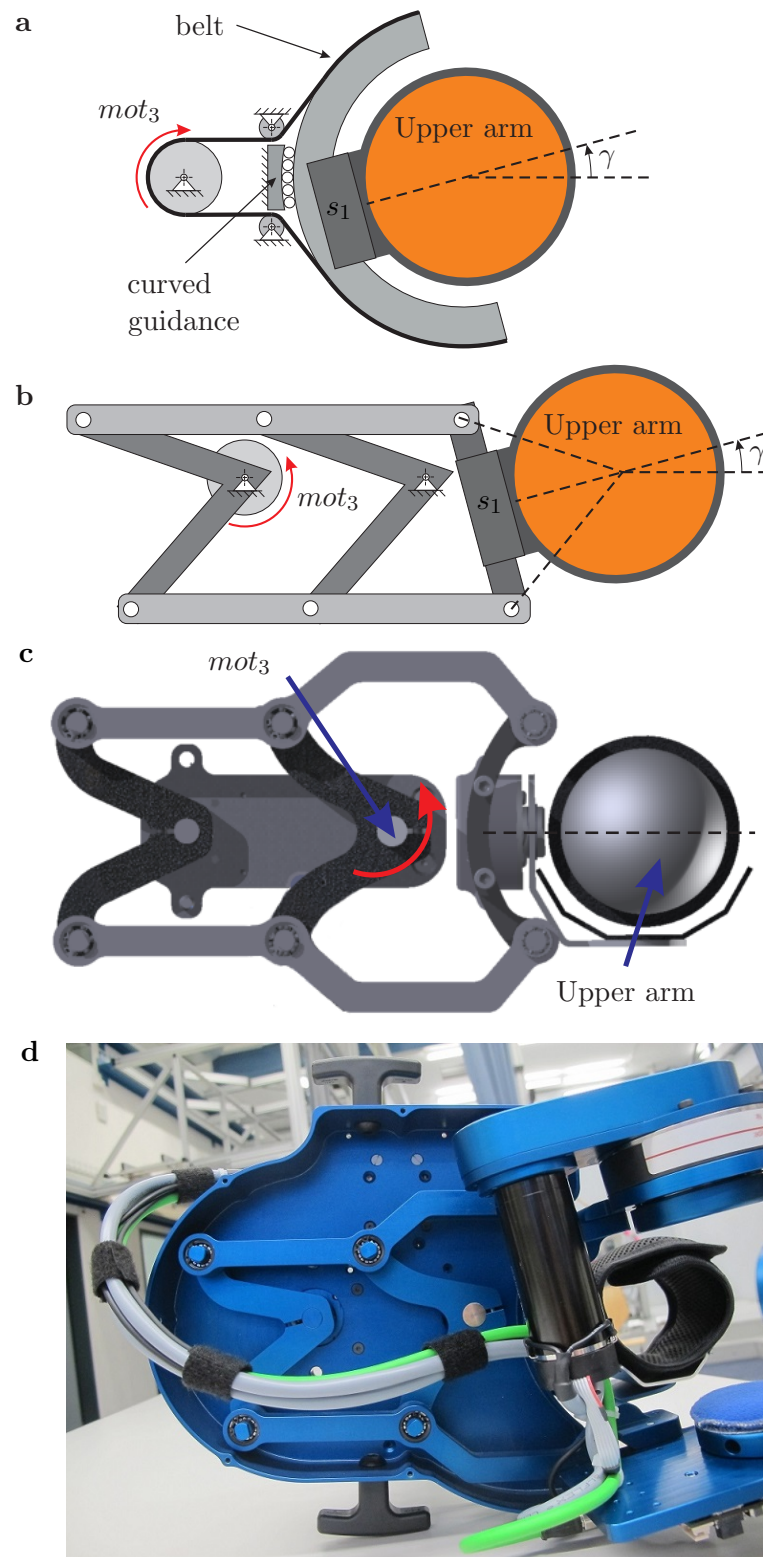 a
belt
mot₃
Upper arm
γ
s₁
curved
guidance
b
Upper arm
γ
mot₃
s₁
c
mot₃
Upper arm
d